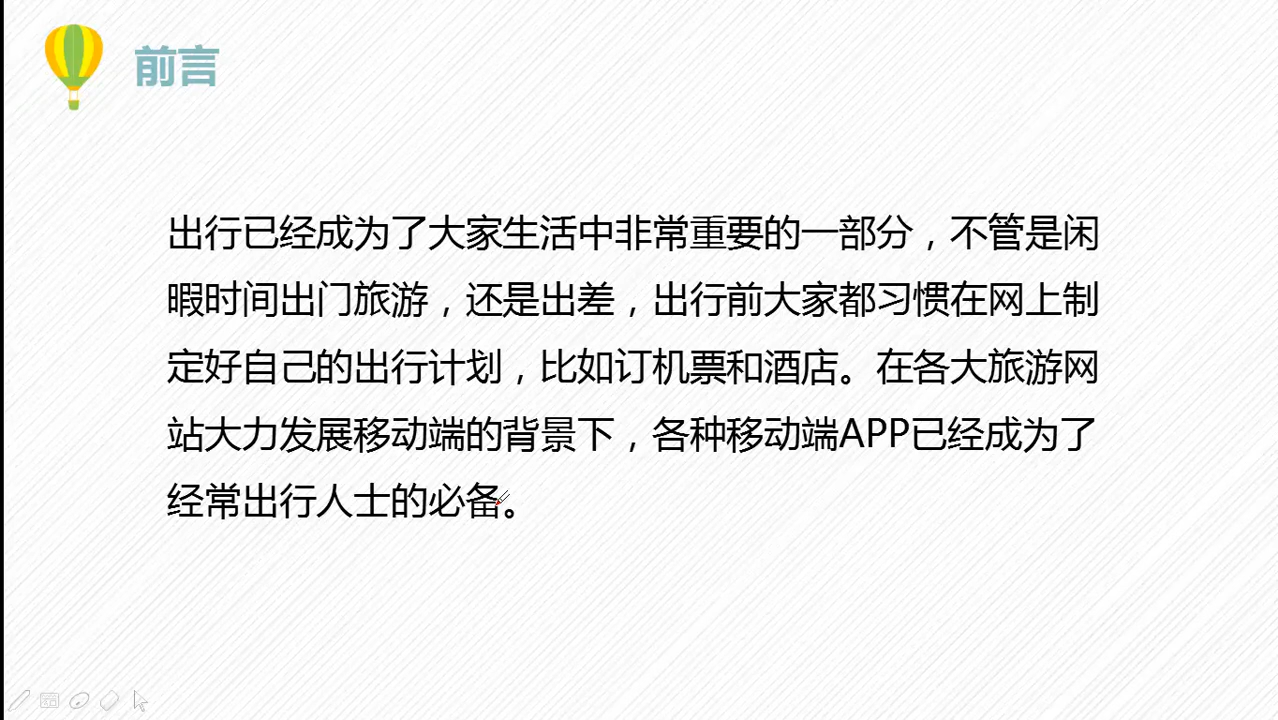 前言
出行已经成为了大家生活中非常重要的一部分，不管是闲
暇时间出门旅游，还是出差，出行前大家都习惯在网上制
定好自己的出行计划，比如订机票和酒店。在各大旅游网
站大力发展移动端的背景下，各种移动端APP已经成为了
经常出行人士的必备。